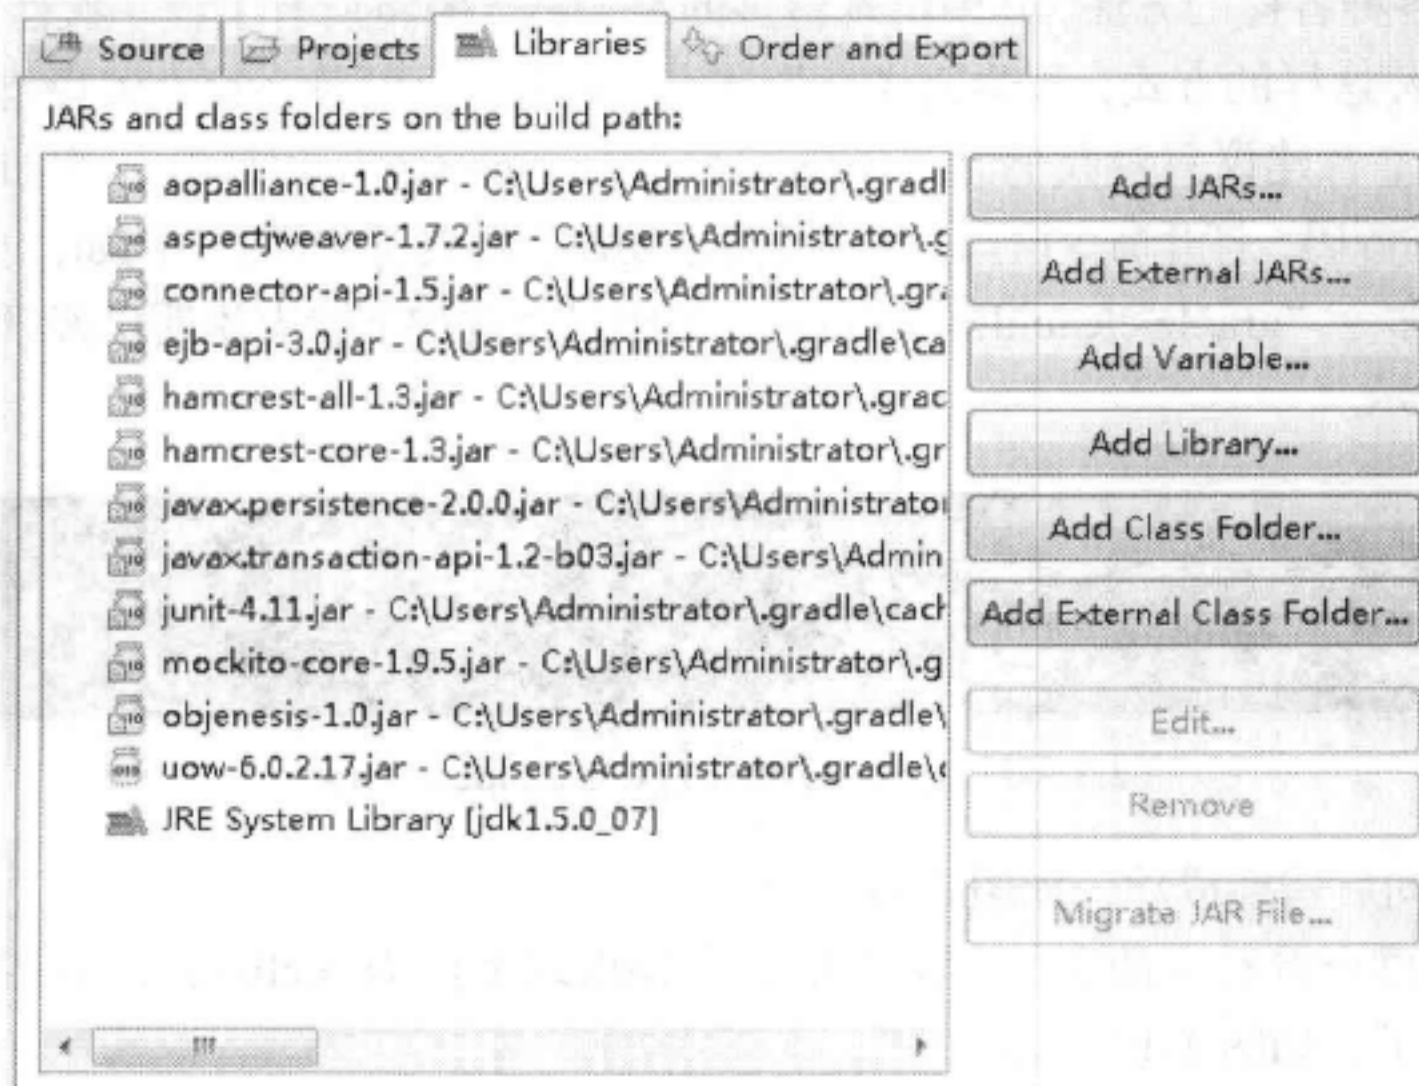 Source Projects Libraries Order and Export
JARs and class folders on the build path:
aopalliance-1.0.jar - C:\Users\Administrator\.gradl
aspectjweaver-1.7.2.jar - C:\Users\Administrator\.g
connector-api-1.5.jar - C:\Users\Administrator\.gra
ejb-api-3.0.jar - C:\Users\Administrator\.gradle\ca
hamcrest-all-1.3.jar - C:\Users\Administrator\.grac
hamcrest-core-1.3.jar - C:\Users\Administrator\.gr
javax.persistence-2.0.0.jar - C:\Users\Administrator
javax.transaction-api-1.2-b03.jar - C:\Users\Admin
junit-4.11.jar - C:\Users\Administrator\.gradle\cach
mockito-core-1.9.5.jar - C:\Users\Administrator\.g
objenesis-1.0.jar - C:\Users\Administrator\.gradle\
uow-6.0.2.17.jar - C:\Users\Administrator\.gradle\c
JRE System Library [jdk1.5.0_07]
Add JARs...
Add External JARs...
Add Variable...
Add Library...
Add Class Folder...
Add External Class Folder...
Edit...
Remove
Migrate JAR File...